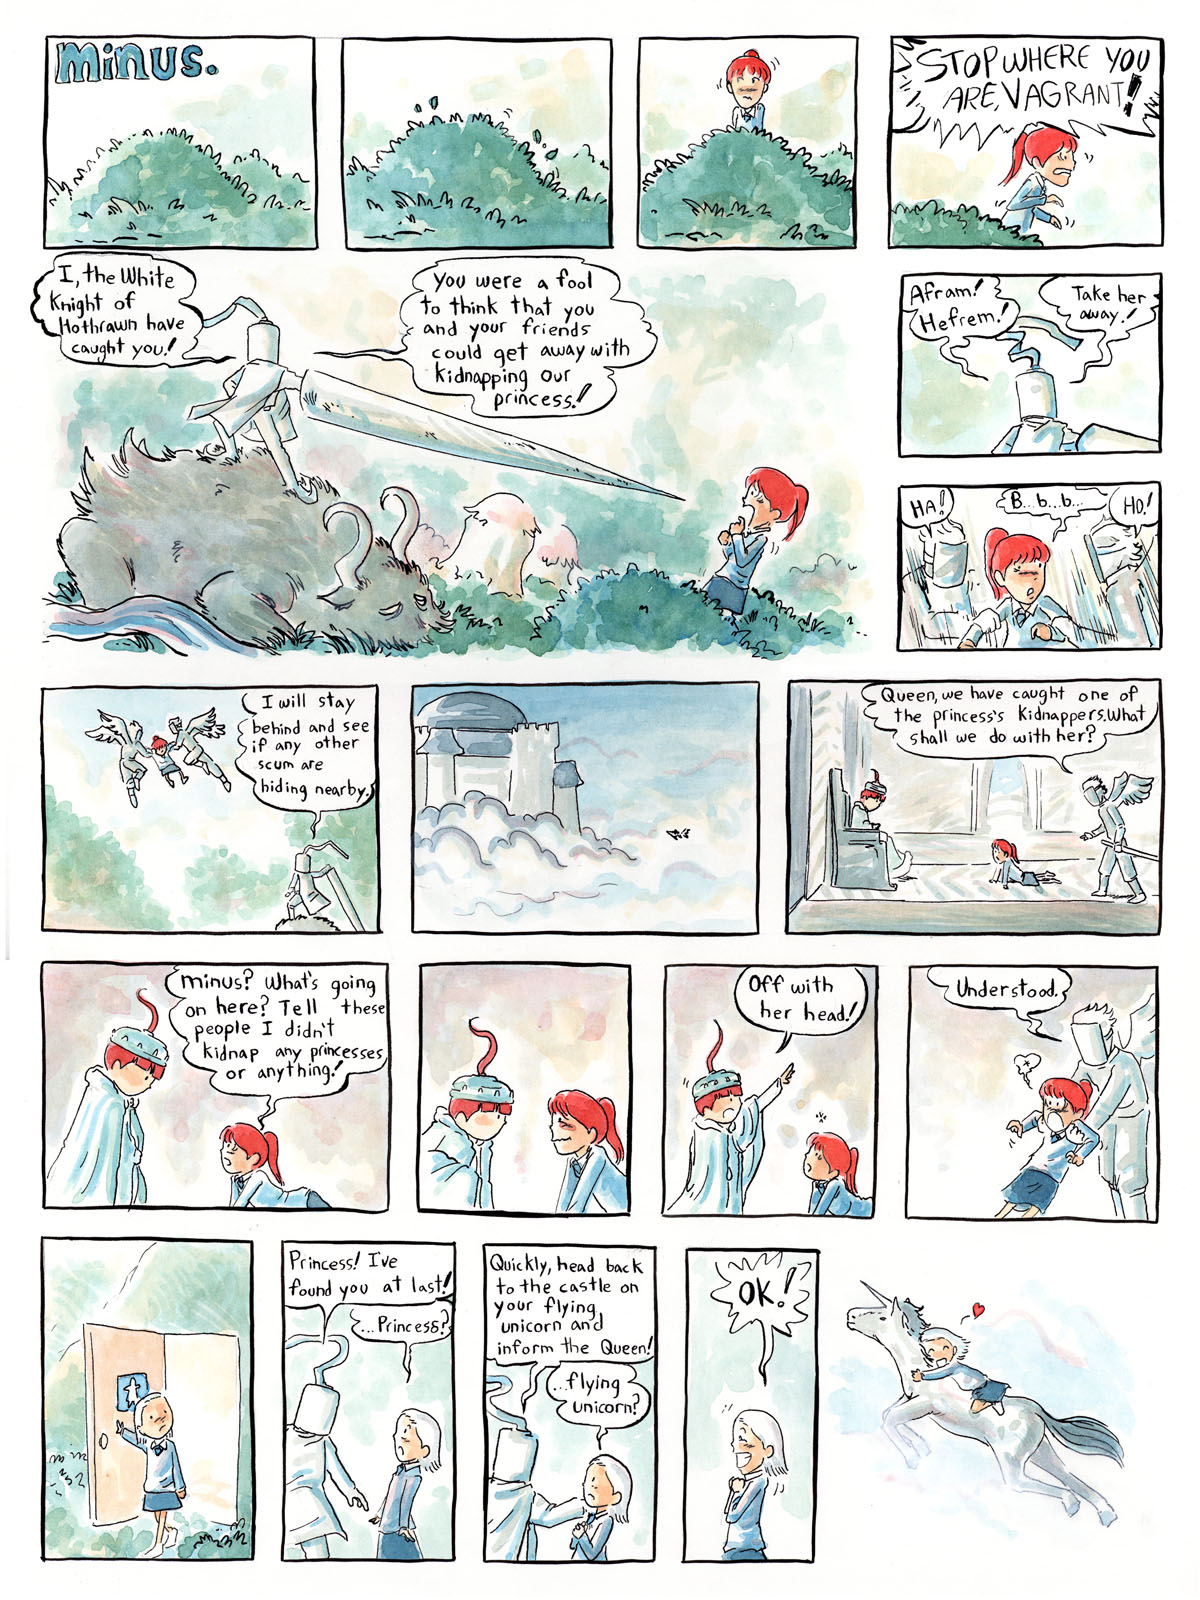 minus.
STOP WHERE YOU
ARE, VAGRANT!
I, the White
Knight of
Hothrawn have
caught you!
You were a fool
to think that you
and your friends
could get away with
kidnapping our
princess!
Afram!
Hefrem!
Take her
away!
HA!
B...b...b...
HO!
I will stay
behind and see
if any other
scum are
hiding nearby.
Queen, we have caught one of
the princess's kidnappers. What
shall we do with her?
minus? What's going
on here? Tell these
people I didn't
kidnap any princesses,
or anything!
Off with
her head!
Understood.
Princess! I've
found you at last!
...Princess?
Quickly, head back
to the castle on
your flying
unicorn and
inform the Queen!
...flying
unicorn?
OK!